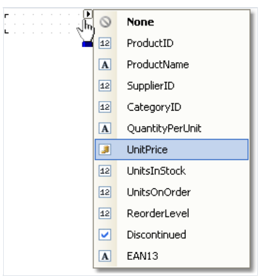 None
12 ProductID
A ProductName
12 SupplierID
12 CategoryID
A QuantityPerUnit
UnitPrice
12 UnitsInStock
12 UnitsOnOrder
12 ReorderLevel
Discontinued
A EAN13